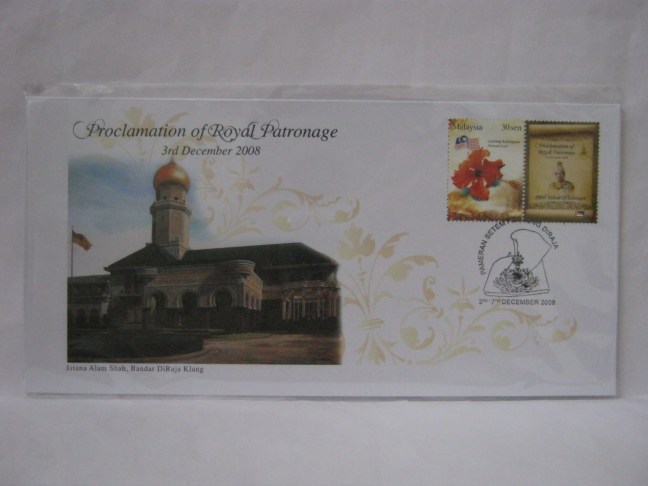 Proclamation of Royal Patronage
3rd December 2008
Malaysia 30sen
Proclamation of
Royal Patronage
PAMERAN SETEM DIRAJA
2ND DECEMBER 2008
Istana Alam Shah, Bandar DiRaja Klang